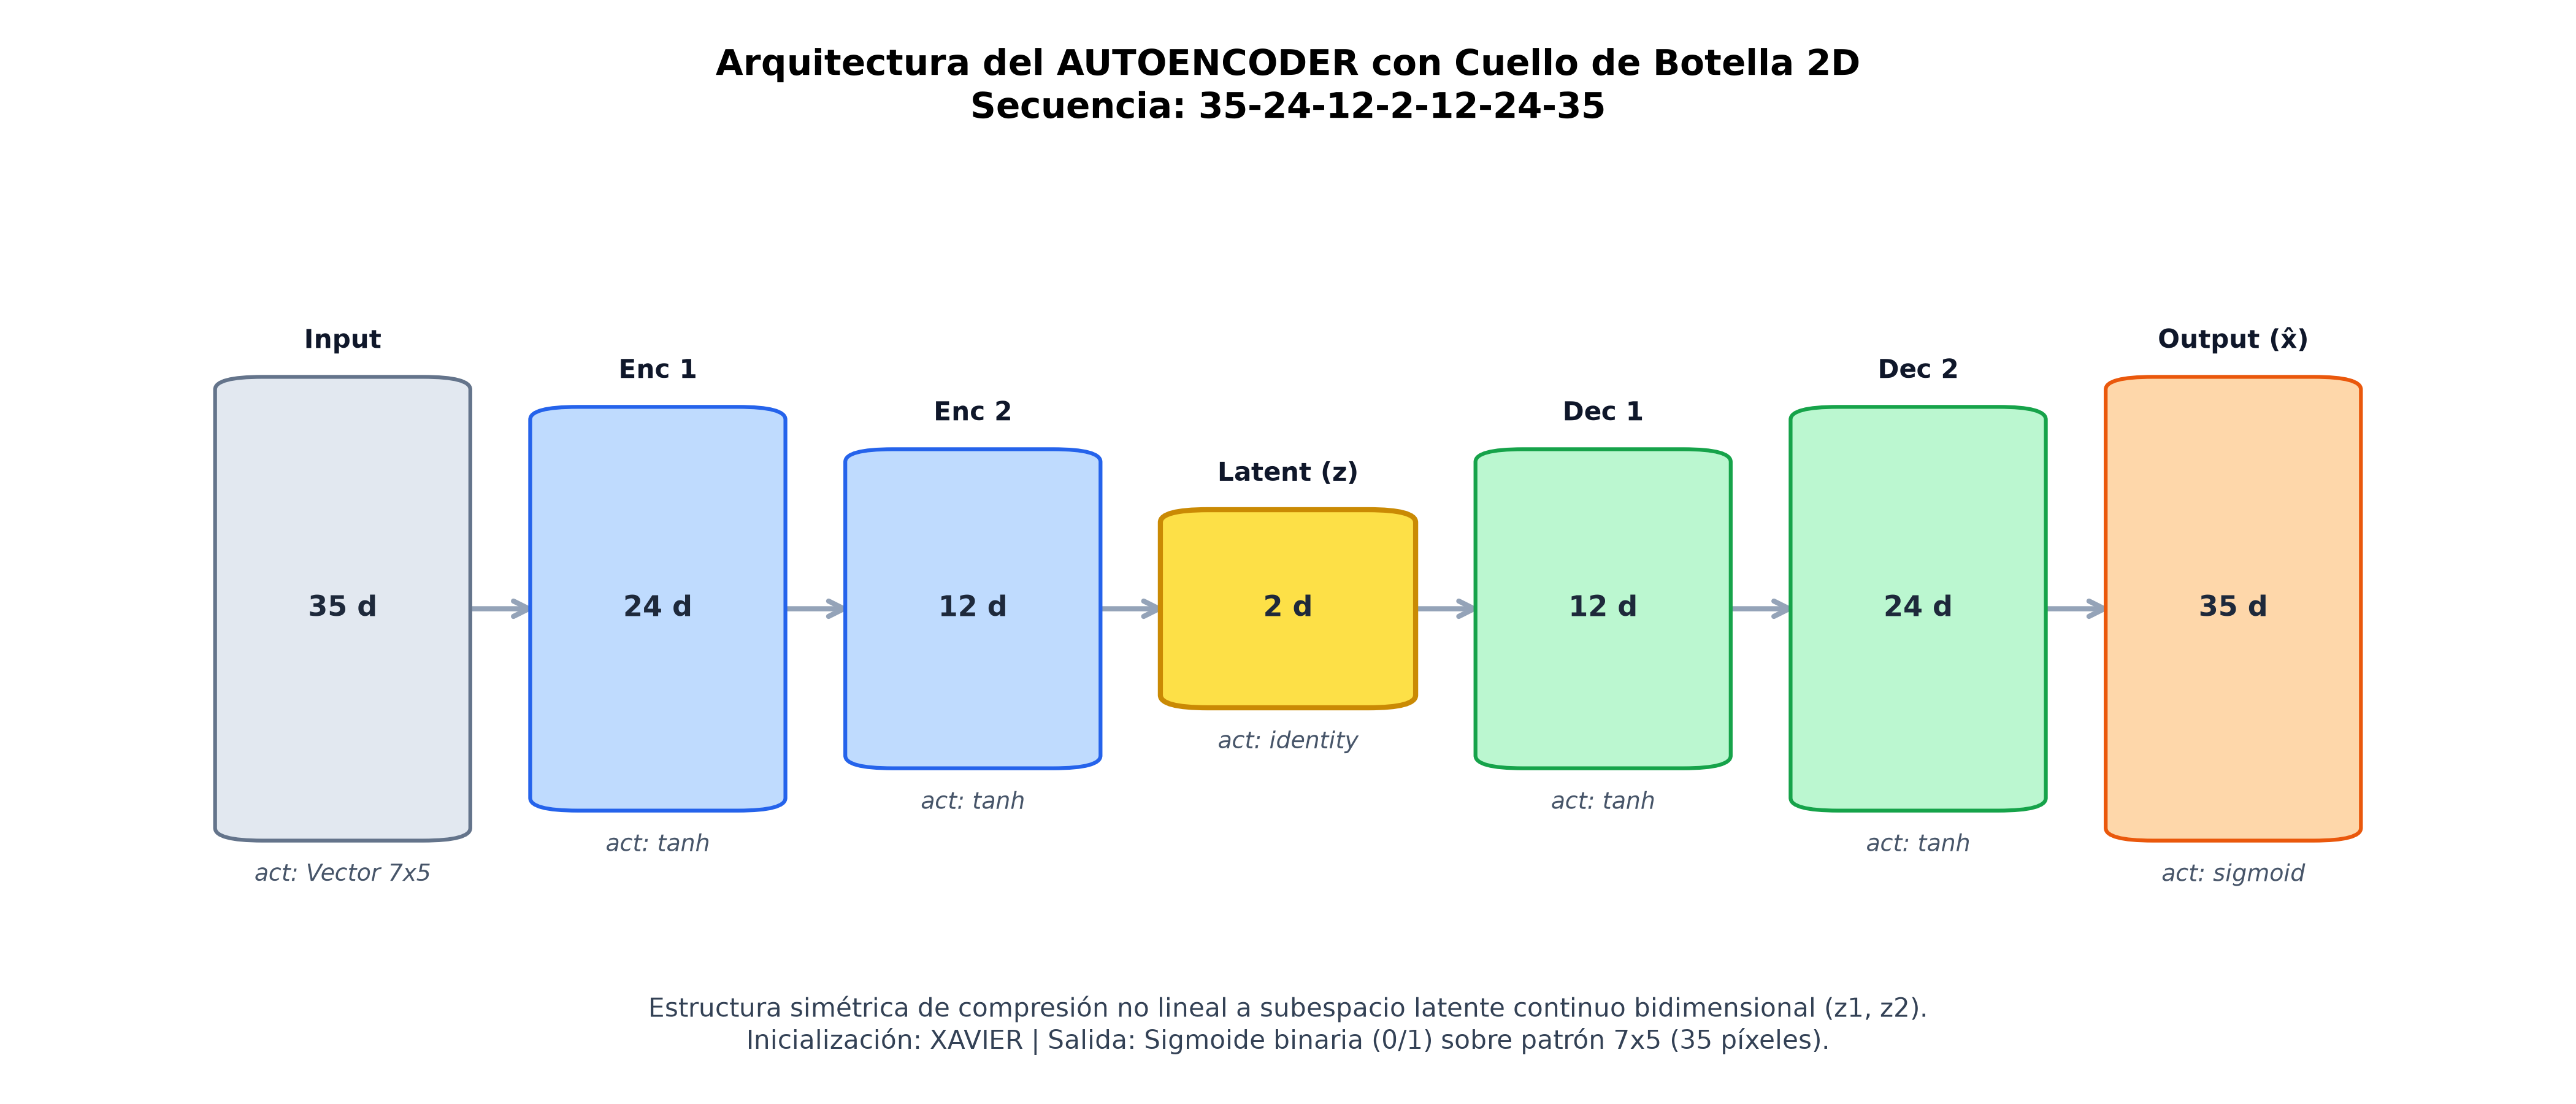 Arquitectura del AUTOENCODER con Cuello de Botella 2D
Secuencia: 35-24-12-2-12-24-35
Input
Enc 1
Enc 2
Latent (z)
Dec 1
Dec 2
Output (x̂)
35 d
24 d
12 d
2 d
12 d
24 d
35 d
act: Vector 7x5
act: tanh
act: tanh
act: identity
act: tanh
act: tanh
act: sigmoid
Estructura simétrica de compresión no lineal a subespacio latente continuo bidimensional (z1, z2).
Inicialización: XAVIER | Salida: Sigmoide binaria (0/1) sobre patrón 7x5 (35 píxeles).